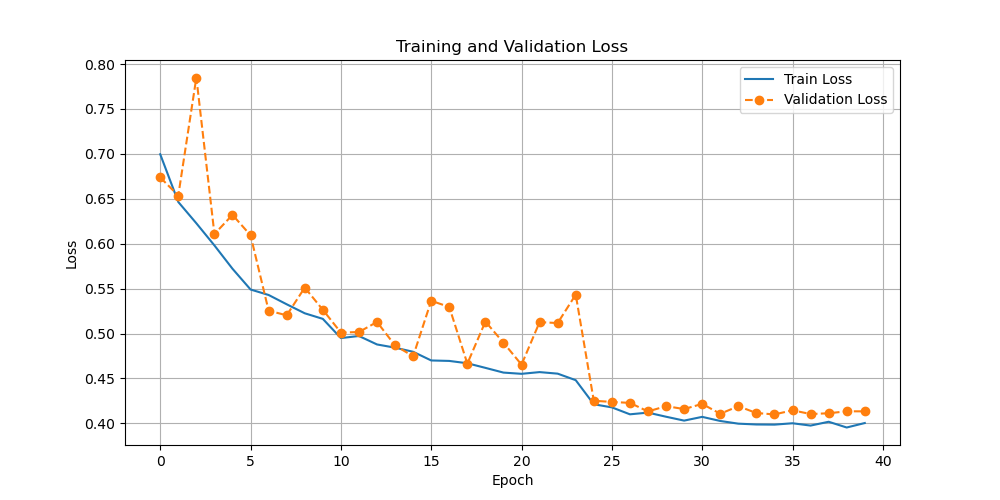 Training and Validation Loss
Train Loss
Validation Loss
0.80
0.75
0.70
0.65
0.60
0.55
0.50
0.45
0.40
Loss
0 5 10 15 20 25 30 35 40
Epoch